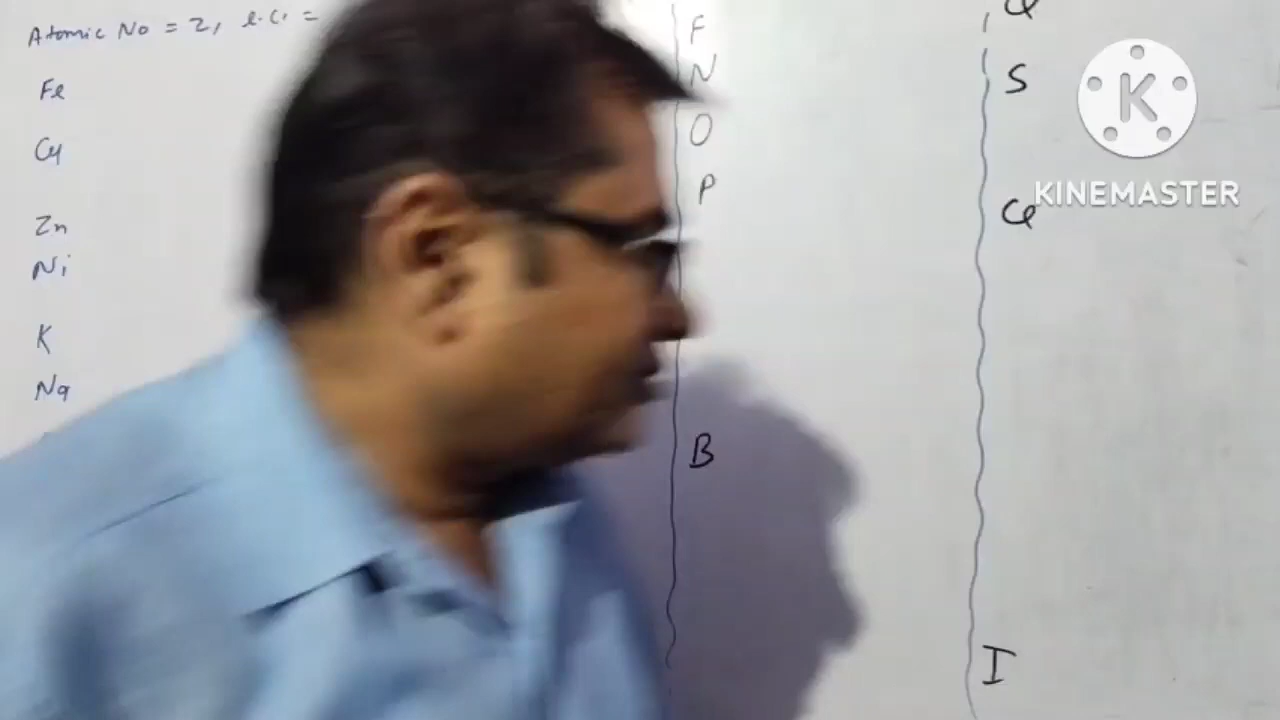 Atomic No = Z, e.c. =
Fe
Cu
Zn
Ni
K
Na
F
N
O
P
B
S
Cl
I
K
KINEMASTER